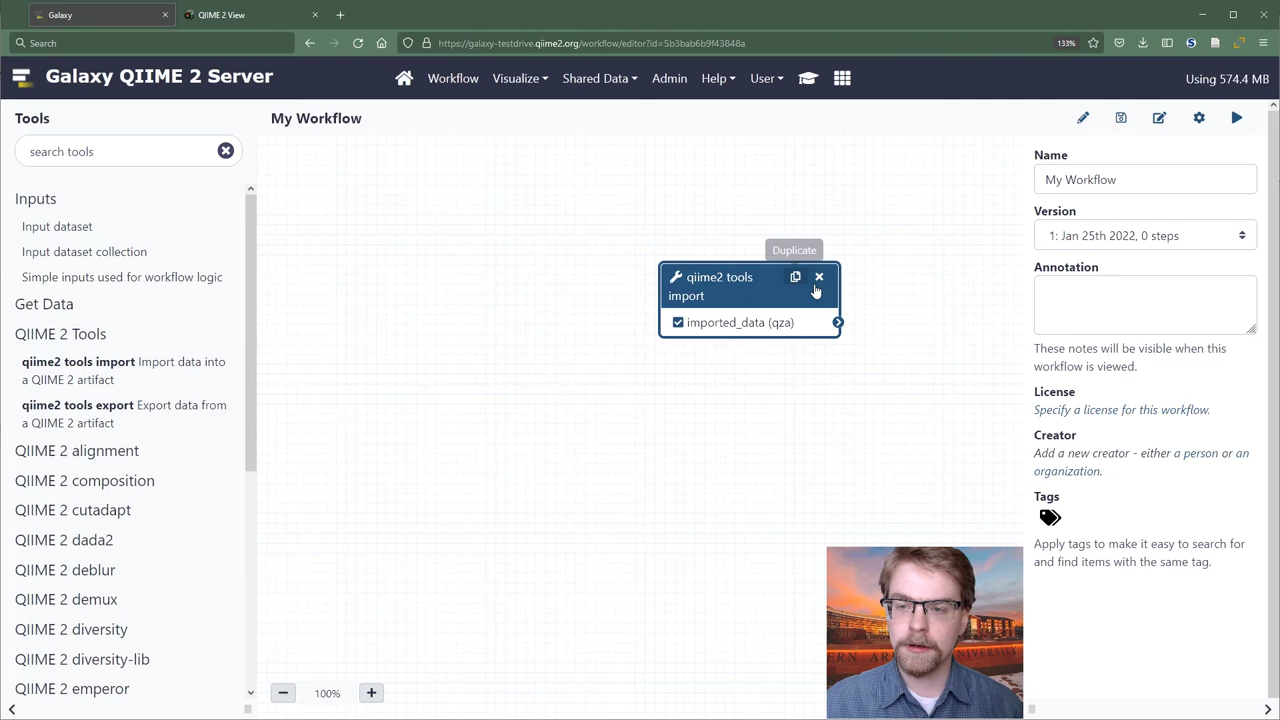 Galaxy
QIIME 2 View
Search
https://galaxy-testdrive.qiime2.org/workflow/editor?id=5b3bab6b9f43848a
133%
Galaxy QIIME 2 Server
Workflow Visualize Shared Data Admin Help User
Using 574.4 MB
Tools
search tools
Inputs
Input dataset
Input dataset collection
Simple inputs used for workflow logic
Get Data
QIIME 2 Tools
qiime2 tools import Import data into
a QIIME 2 artifact
qiime2 tools export Export data from
a QIIME 2 artifact
QIIME 2 alignment
QIIME 2 composition
QIIME 2 cutadapt
QIIME 2 dada2
QIIME 2 deblur
QIIME 2 demux
QIIME 2 diversity
QIIME 2 diversity-lib
QIIME 2 emperor
My Workflow
Duplicate
qiime2 tools
import
imported_data (qza)
100%
Name
My Workflow
Version
1: Jan 25th 2022, 0 steps
Annotation
These notes will be visible when this
workflow is viewed.
License
Specify a license for this workflow.
Creator
Add a new creator - either a person or an
organization.
Tags
Apply tags to make it easy to search for
and find items with the same tag.